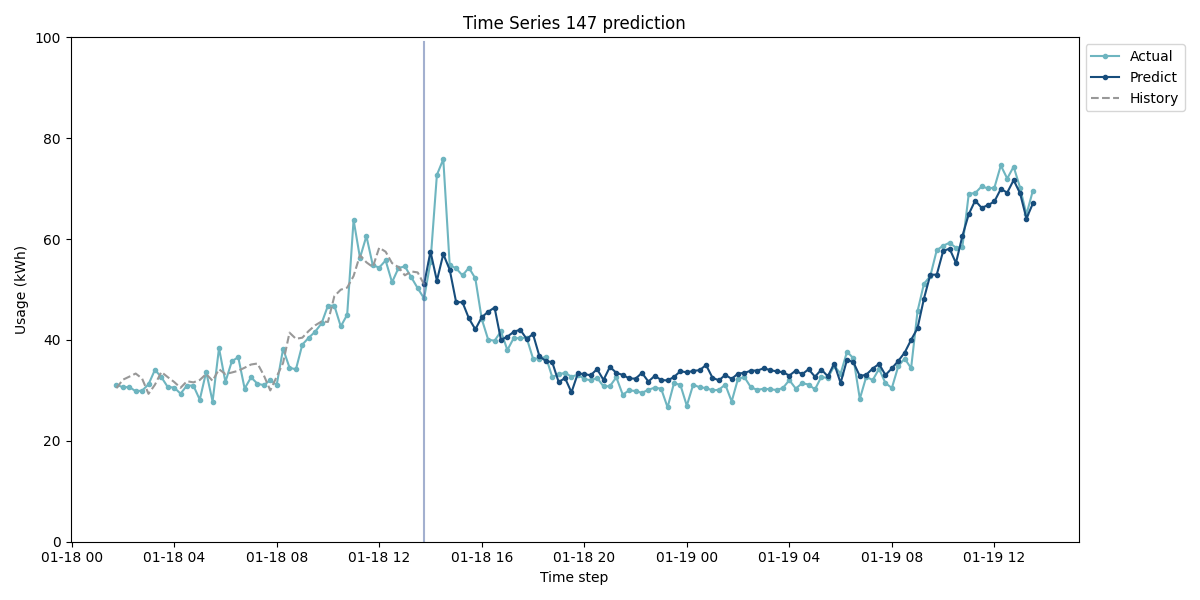 Time Series 147 prediction
100
80
60
40
20
0
Usage (kWh)
01-18 00
01-18 04
01-18 08
01-18 12
01-18 16
01-18 20
01-19 00
01-19 04
01-19 08
01-19 12
Time step
Actual
Predict
History